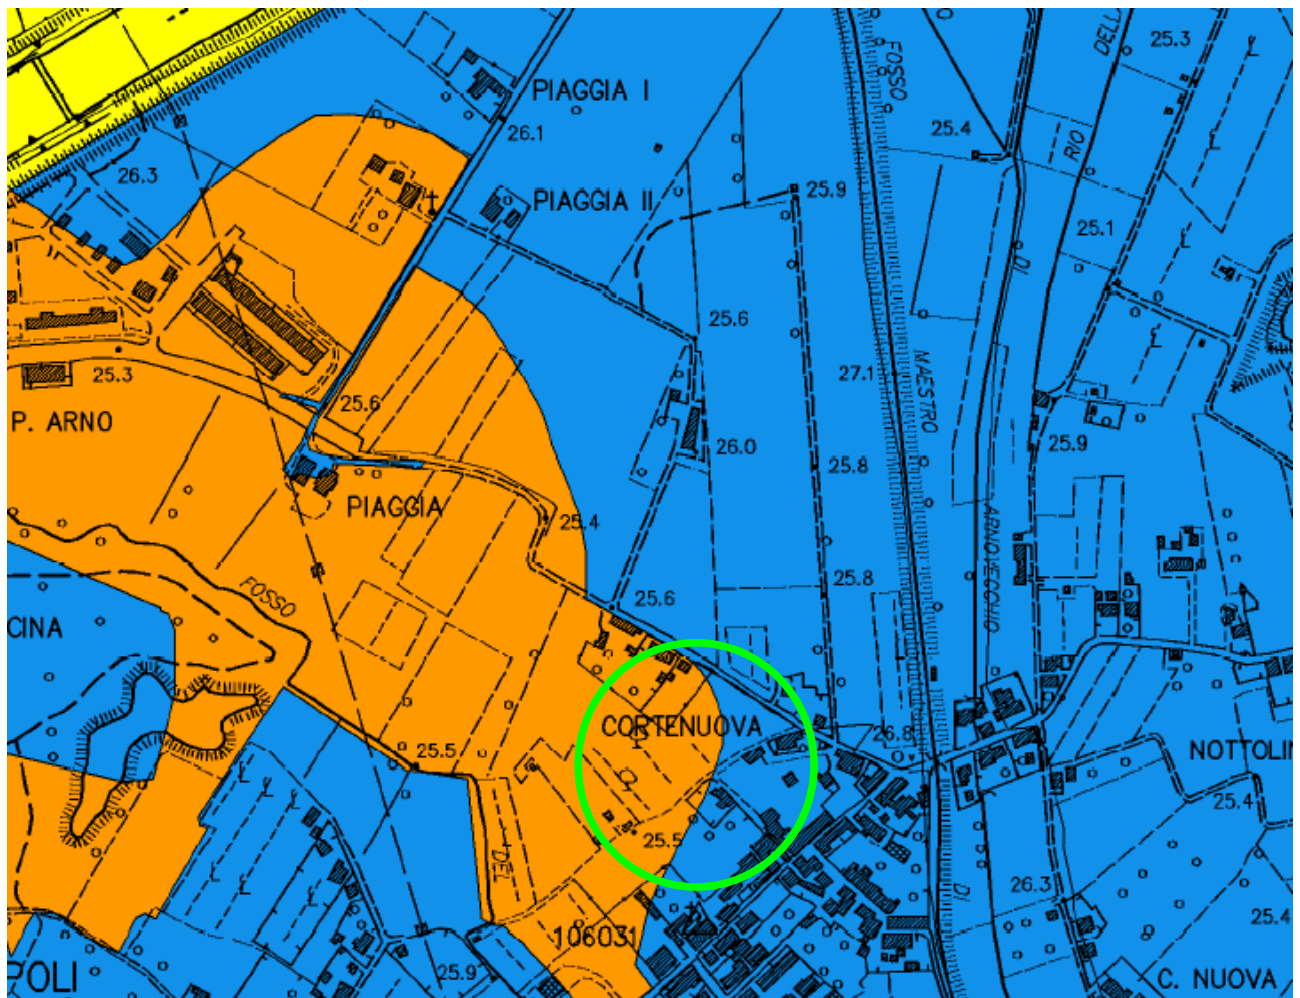 25.3
DELL
FOSSO
PIAGGIA I
26.1
25.4
RIO
26.3
25.9
PIAGGIA II
25.1
DI
25.6
27.1
MAESTRO
25.3
25.6
P. ARNO
26.0
25.9
25.8
PIAGGIA
25.4
ARNOVECCHIO
25.8
FOSSO
25.6
CINA
CORTENUOVA
26.8
NOTTOLIN
25.5
25.4
25.5
DEL
26.3
DI
106031
25.4
25.9
POLI
C. NUOVA